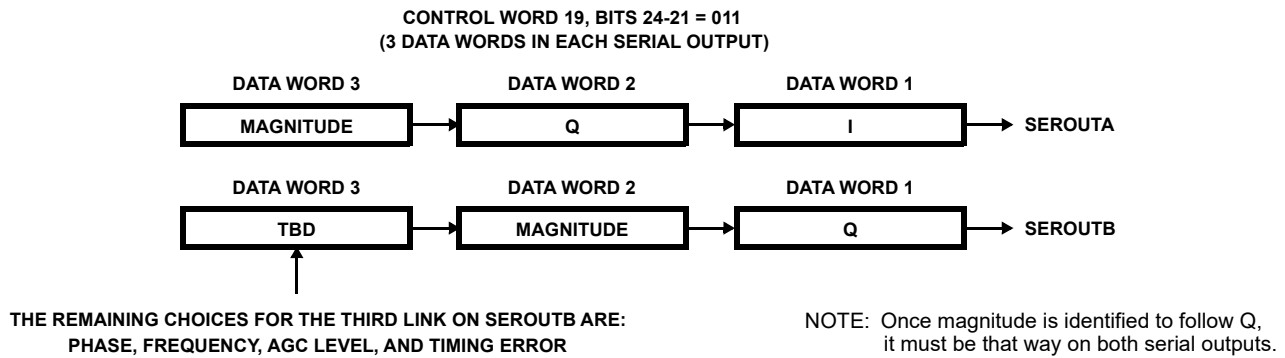 CONTROL WORD 19, BITS 24-21 = 011
(3 DATA WORDS IN EACH SERIAL OUTPUT)
DATA WORD 3 DATA WORD 2 DATA WORD 1
MAGNITUDE Q I SEROUTA
DATA WORD 3 DATA WORD 2 DATA WORD 1
TBD MAGNITUDE Q SEROUTB
THE REMAINING CHOICES FOR THE THIRD LINK ON SEROUTB ARE:
PHASE, FREQUENCY, AGC LEVEL, AND TIMING ERROR
NOTE: Once magnitude is identified to follow Q,
it must be that way on both serial outputs.